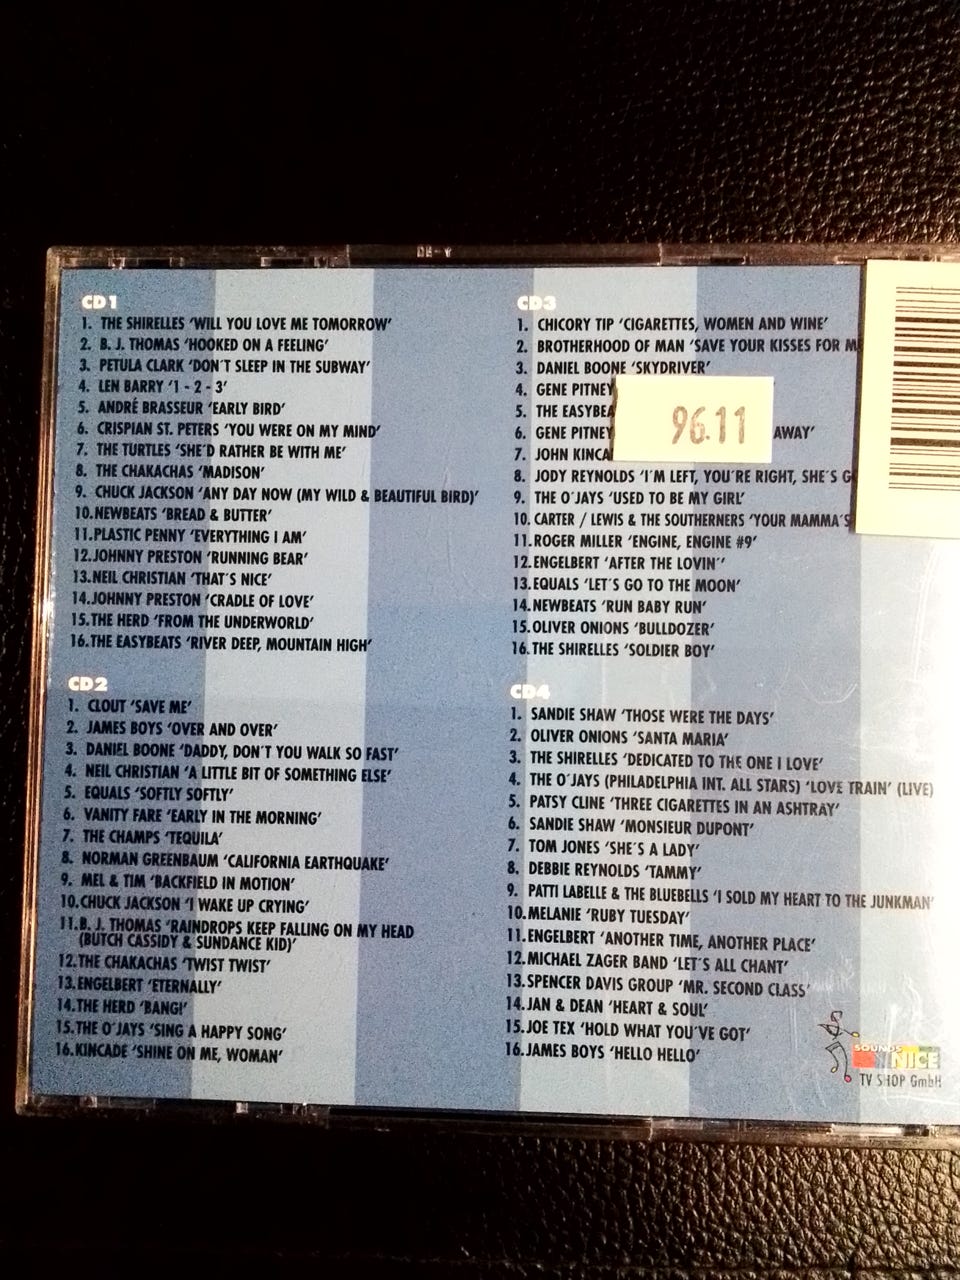 CD1
1. THE SHIRELLES 'WILL YOU LOVE ME TOMORROW'
2. B. J. THOMAS 'HOOKED ON A FEELING'
3. PETULA CLARK 'DON'T SLEEP IN THE SUBWAY'
4. LEN BARRY '1 - 2 - 3'
5. ANDRÉ BRASSEUR 'EARLY BIRD'
6. CRISPIAN ST. PETERS 'YOU WERE ON MY MIND'
7. THE TURTLES 'SHE'D RATHER BE WITH ME'
8. THE CHAKACHAS 'MADISON'
9. CHUCK JACKSON 'ANY DAY NOW (MY WILD & BEAUTIFUL BIRD)'
10. NEWBEATS 'BREAD & BUTTER'
11. PLASTIC PENNY 'EVERYTHING I AM'
12. JOHNNY PRESTON 'RUNNING BEAR'
13. NEIL CHRISTIAN 'THAT'S NICE'
14. JOHNNY PRESTON 'CRADLE OF LOVE'
15. THE HERD 'FROM THE UNDERWORLD'
16. THE EASYBEATS 'RIVER DEEP, MOUNTAIN HIGH'
CD2
1. CLOUT 'SAVE ME'
2. JAMES BOYS 'OVER AND OVER'
3. DANIEL BOONE 'DADDY, DON'T YOU WALK SO FAST'
4. NEIL CHRISTIAN 'A LITTLE BIT OF SOMETHING ELSE'
5. EQUALS 'SOFTLY SOFTLY'
6. VANITY FARE 'EARLY IN THE MORNING'
7. THE CHAMPS 'TEQUILA'
8. NORMAN GREENBAUM 'CALIFORNIA EARTHQUAKE'
9. MEL & TIM 'BACKFIELD IN MOTION'
10. CHUCK JACKSON 'I WAKE UP CRYING'
11. B. J. THOMAS 'RAINDROPS KEEP FALLING ON MY HEAD
(BUTCH CASSIDY & SUNDANCE KID)'
12. THE CHAKACHAS 'TWIST TWIST'
13. ENGELBERT 'ETERNALLY'
14. THE HERD 'BANG!'
15. THE O'JAYS 'SING A HAPPY SONG'
16. KINCADE 'SHINE ON ME, WOMAN'
CD3
1. CHICORY TIP 'CIGARETTES, WOMEN AND WINE'
2. BROTHERHOOD OF MAN 'SAVE YOUR KISSES FOR M
3. DANIEL BOONE 'SKYDRIVER'
4. GENE PITNEY
5. THE EASYBEA
6. GENE PITNEY AWAY'
7. JOHN KINCA
96.11
8. JODY REYNOLDS 'I'M LEFT, YOU'RE RIGHT, SHE'S G
9. THE O'JAYS 'USED TO BE MY GIRL'
10. CARTER / LEWIS & THE SOUTHERNERS 'YOUR MAMMA'S
11. ROGER MILLER 'ENGINE, ENGINE #9'
12. ENGELBERT 'AFTER THE LOVIN''
13. EQUALS 'LET'S GO TO THE MOON'
14. NEWBEATS 'RUN BABY RUN'
15. OLIVER ONIONS 'BULLDOZER'
16. THE SHIRELLES 'SOLDIER BOY'
CD4
1. SANDIE SHAW 'THOSE WERE THE DAYS'
2. OLIVER ONIONS 'SANTA MARIA'
3. THE SHIRELLES 'DEDICATED TO THE ONE I LOVE'
4. THE O'JAYS (PHILADELPHIA INT. ALL STARS) 'LOVE TRAIN' (LIVE)
5. PATSY CLINE 'THREE CIGARETTES IN AN ASHTRAY'
6. SANDIE SHAW 'MONSIEUR DUPONT'
7. TOM JONES 'SHE'S A LADY'
8. DEBBIE REYNOLDS 'TAMMY'
9. PATTI LABELLE & THE BLUEBELLS 'I SOLD MY HEART TO THE JUNKMAN'
10. MELANIE 'RUBY TUESDAY'
11. ENGELBERT 'ANOTHER TIME, ANOTHER PLACE'
12. MICHAEL ZAGER BAND 'LET'S ALL CHANT'
13. SPENCER DAVIS GROUP 'MR. SECOND CLASS'
14. JAN & DEAN 'HEART & SOUL'
15. JOE TEX 'HOLD WHAT YOU'VE GOT'
16. JAMES BOYS 'HELLO HELLO'
SOUNDS
NICE
TV SHOP GmbH